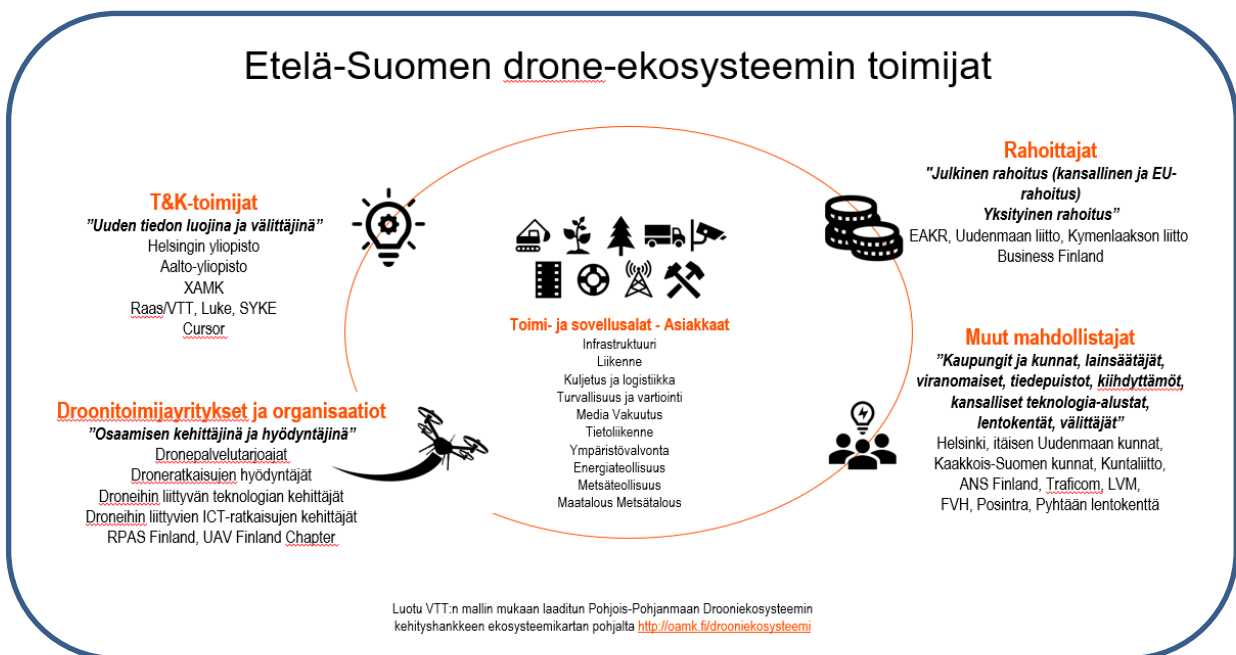 Etelä-Suomen drone-ekosysteemin toimijat
T&K-toimijat
”Uuden tiedon luojina ja välittäjinä”
Helsingin yliopisto
Aalto-yliopisto
XAMK
Raas/VTT, Luke, SYKE
Cursor
Droonitoimijayritykset ja organisaatiot
”Osaamisen kehittäjinä ja hyödyntäjinä”
Dronepalvelutarjoajat
Droneratkaisujen hyödyntäjät
Droneihin liittyvän teknologian kehittäjät
Droneihin liittyvien ICT-ratkaisujen kehittäjät
RPAS Finland, UAV Finland Chapter
Toimi- ja sovellusalat - Asiakkaat
Infrastruktuuri
Liikenne
Kuljetus ja logistiikka
Turvallisuus ja vartiointi
Media Vakuutus
Tietoliikenne
Ympäristövalvonta
Energiateollisuus
Metsäteollisuus
Maatalous Metsätalous
Rahoittajat
"Julkinen rahoitus (kansallinen ja EU-
rahoitus)
Yksityinen rahoitus”
EAKR, Uudenmaan liitto, Kymenlaakson liitto
Business Finland
Muut mahdollistajat
”Kaupungit ja kunnat, lainsäätäjät,
viranomaiset, tiedepuistot, kiihdyttämöt,
kansalliset teknologia-alustat,
lentokentät, välittäjät”
Helsinki, itäisen Uudenmaan kunnat,
Kaakkois-Suomen kunnat, Kuntaliitto,
ANS Finland, Traficom, LVM,
FVH, Posintra, Pyhtään lentokenttä
Luotu VTT:n mallin mukaan laaditun Pohjois-Pohjanmaan Drooniekosysteemin
kehityshankkeen ekosysteemikartan pohjalta http://oamk.fi/drooniekosysteemi